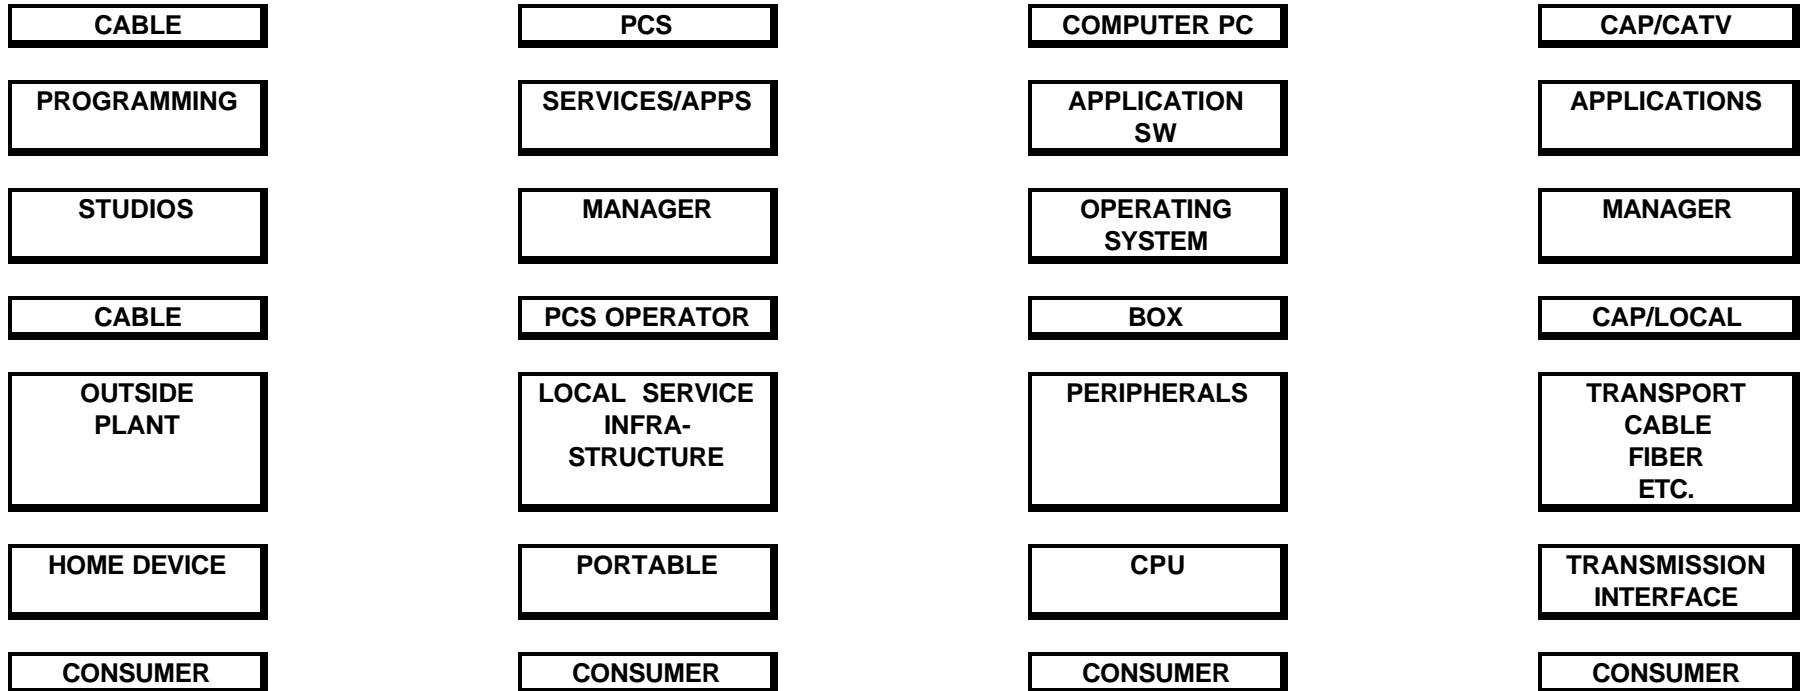 CABLE
PCS
COMPUTER PC
CAP/CATV
PROGRAMMING
SERVICES/APPS
APPLICATION
SW
APPLICATIONS
STUDIOS
MANAGER
OPERATING
SYSTEM
MANAGER
CABLE
PCS OPERATOR
BOX
CAP/LOCAL
OUTSIDE
PLANT
LOCAL SERVICE
INFRA-
STRUCTURE
PERIPHERALS
TRANSPORT
CABLE
FIBER
ETC.
HOME DEVICE
PORTABLE
CPU
TRANSMISSION
INTERFACE
CONSUMER
CONSUMER
CONSUMER
CONSUMER